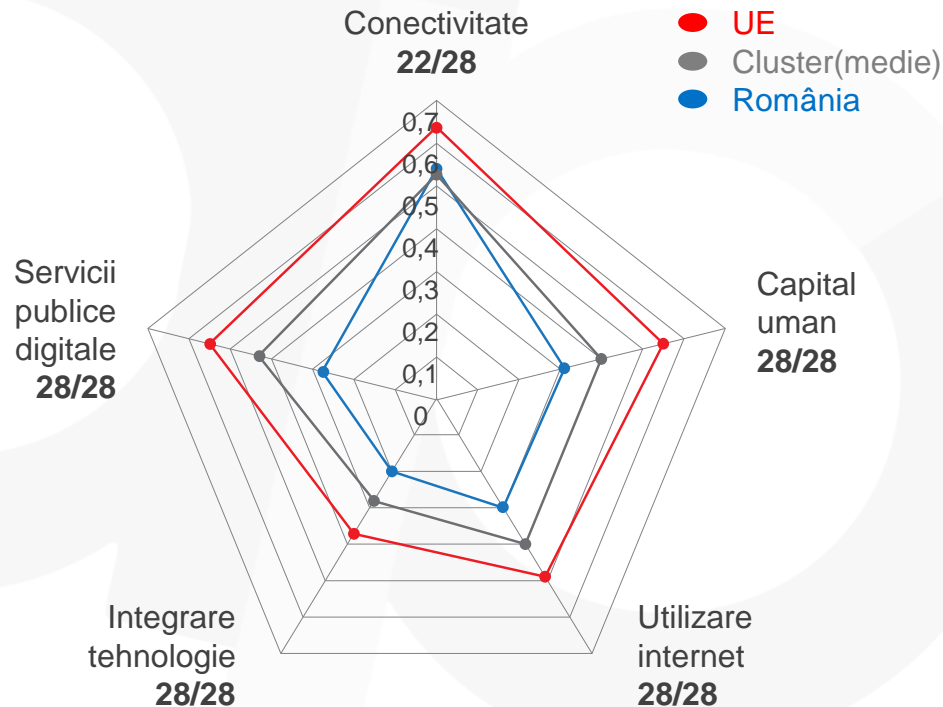 Conectivitate
22/28
UE
Cluster(medie)
România
0,7
0,6
0,5
0,4
0,3
0,2
0,1
0
Servicii
publice
digitale
28/28
Capital
uman
28/28
Integrare
tehnologie
28/28
Utilizare
internet
28/28